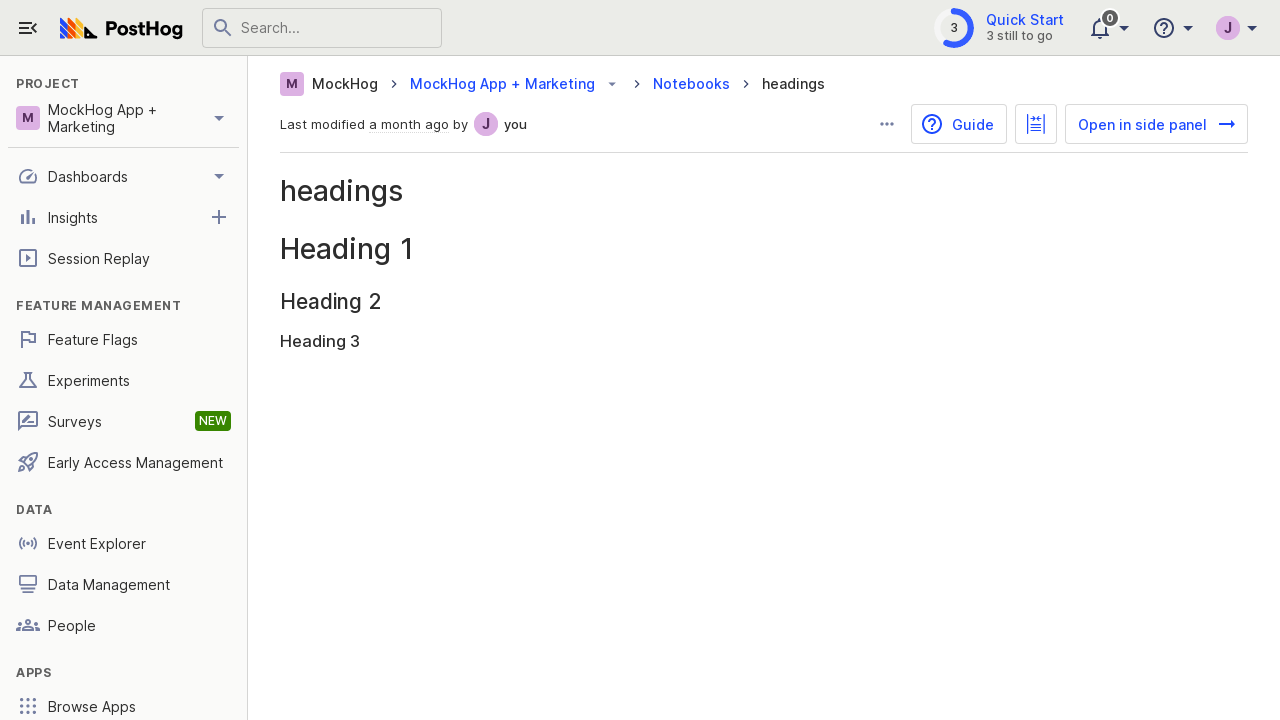 PostHog
Search...
3
Quick Start
3 still to go
0
J
PROJECT
M
MockHog App +
Marketing
Dashboards
Insights
Session Replay
FEATURE MANAGEMENT
Feature Flags
Experiments
Surveys
NEW
Early Access Management
DATA
Event Explorer
Data Management
People
APPS
Browse Apps
M MockHog
MockHog App + Marketing
Notebooks
headings
Last modified a month ago by J you
Guide
Open in side panel
headings
Heading 1
Heading 2
Heading 3